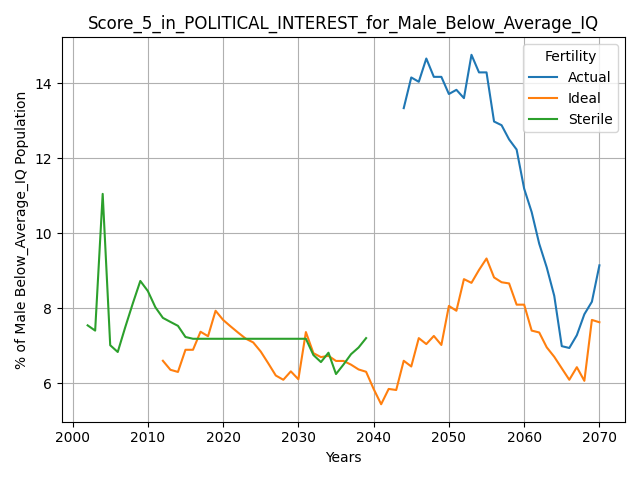 Score_5_in_POLITICAL_INTEREST_for_Male_Below_Average_IQ
Fertility
Actual
Ideal
Sterile
% of Male Below_Average_IQ Population
14
12
10
8
6
2000 2010 2020 2030 2040 2050 2060 2070
Years